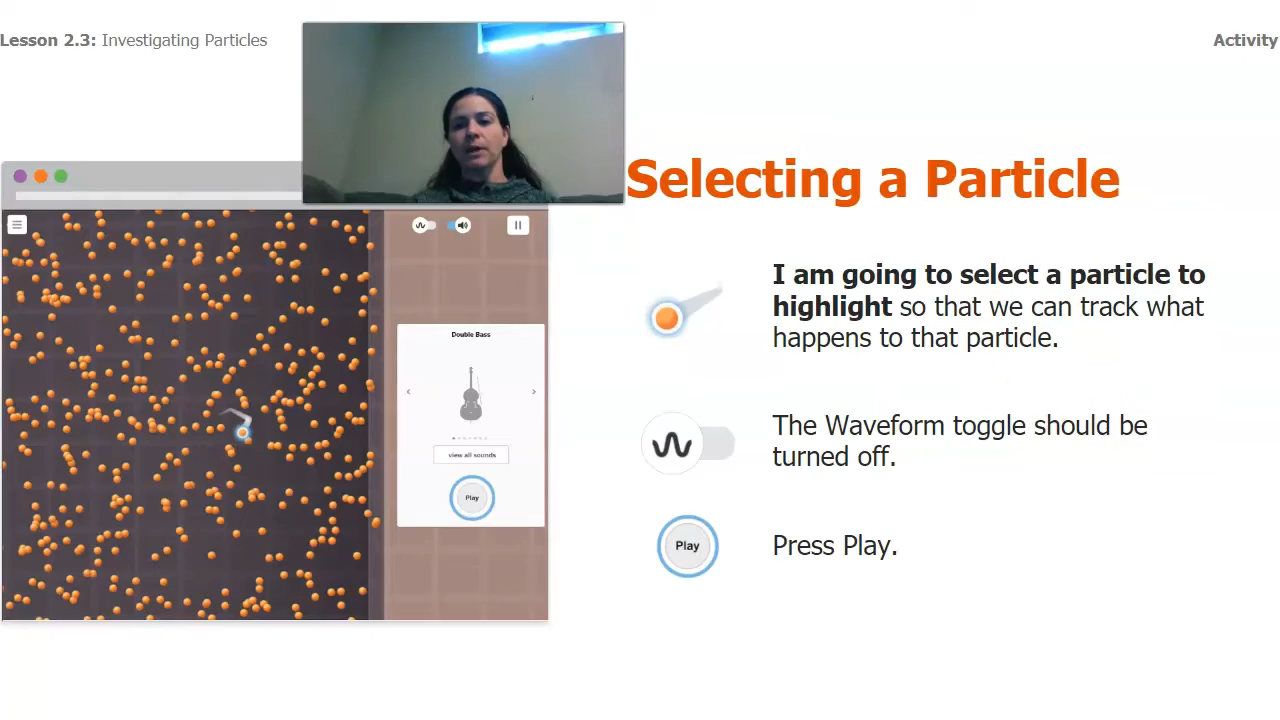 Lesson 2.3: Investigating Particles
Activity
Selecting a Particle
I am going to select a particle to
highlight so that we can track what
happens to that particle.
The Waveform toggle should be
turned off.
Play
Press Play.
Double Bass
view all sounds
Play